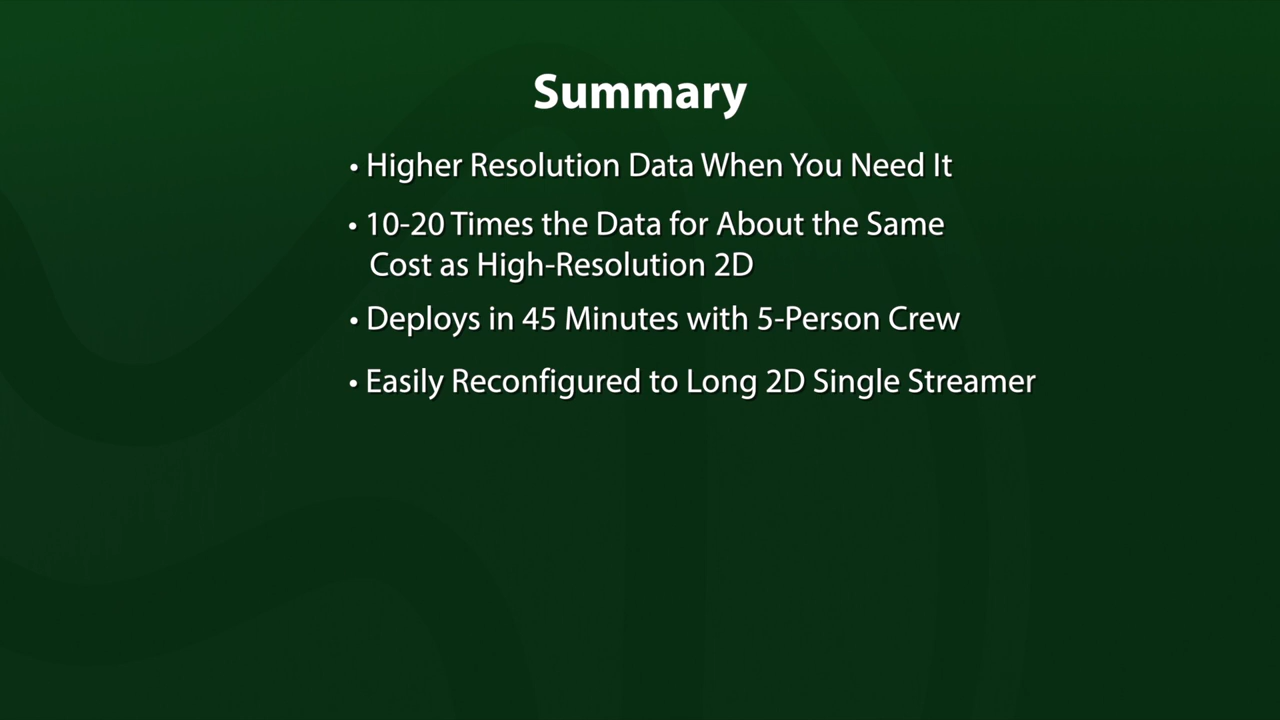 Summary
• Higher Resolution Data When You Need It
• 10-20 Times the Data for About the Same
Cost as High-Resolution 2D
• Deploys in 45 Minutes with 5-Person Crew
• Easily Reconfigured to Long 2D Single Streamer